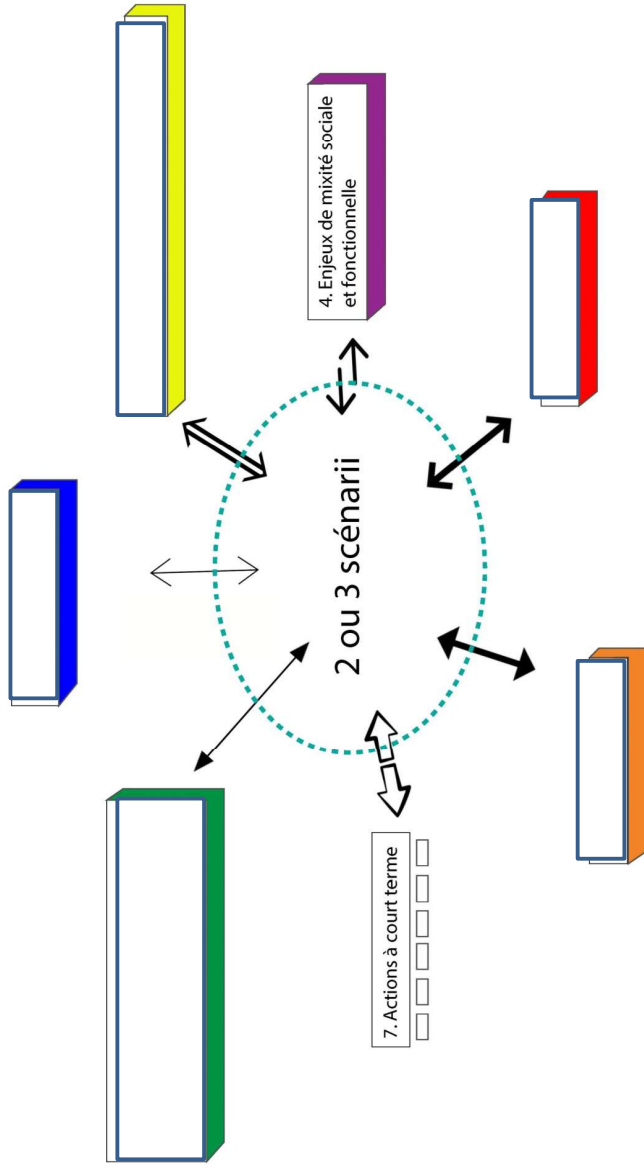 4. Enjeux de mixité sociale
et fonctionnelle
2 ou 3 scénarii
7. Actions à court terme